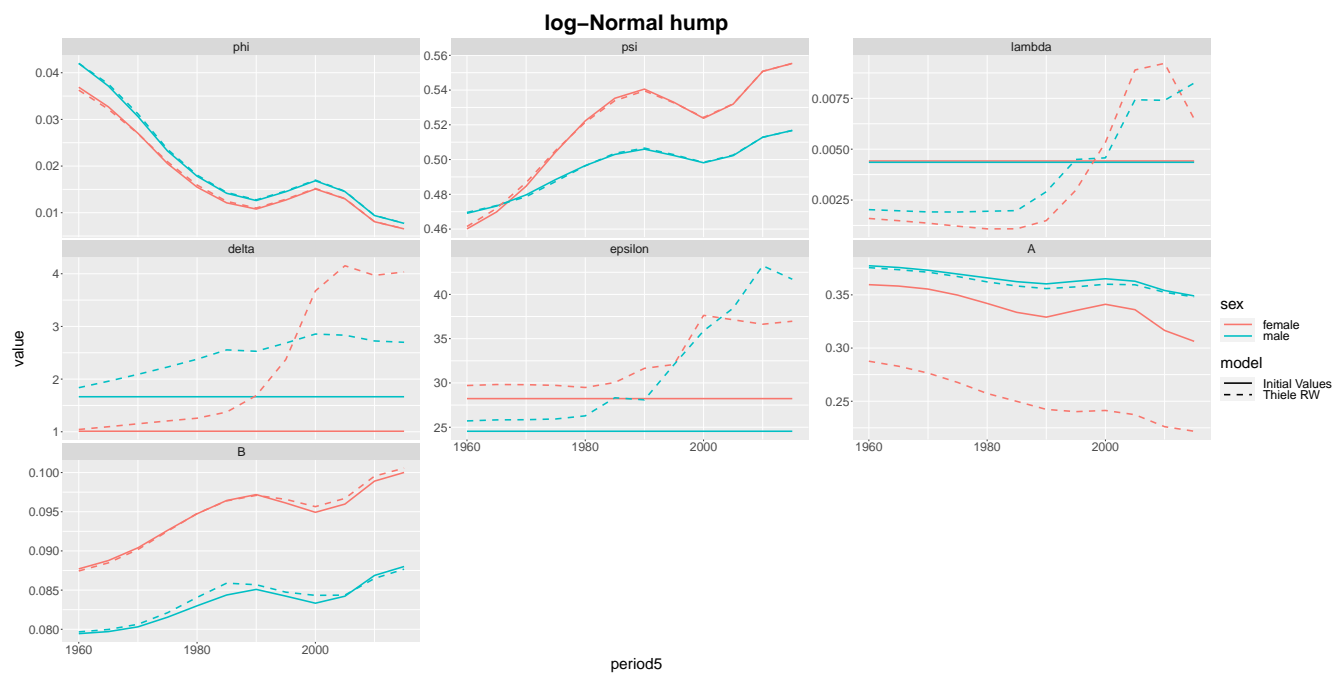 log−Normal hump
phi
psi
lambda
0.04
0.03
0.02
0.01
0.56
0.54
0.52
0.50
0.48
0.46
0.0075
0.0050
0.0025
delta
epsilon
A
4
3
2
1
40
35
30
25
1960
1980
2000
0.35
0.30
0.25
1960
1980
2000
B
0.100
0.095
0.090
0.085
0.080
1960
1980
2000
value
period5
sex
female
male
model
Initial Values
Thiele RW